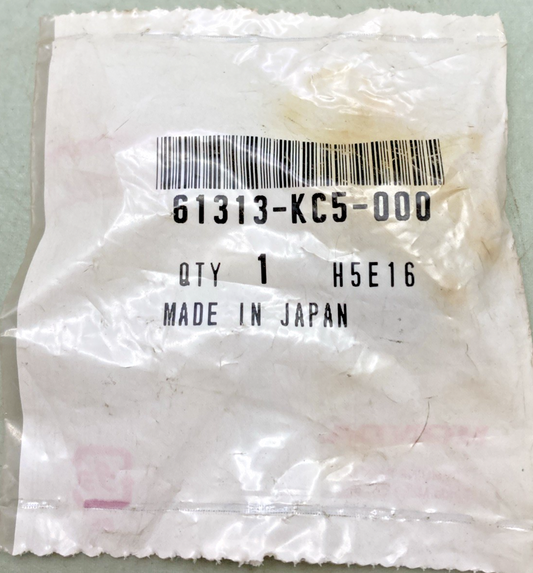 61313-KC5-000
QTY 1 H5E16
MADE IN JAPAN